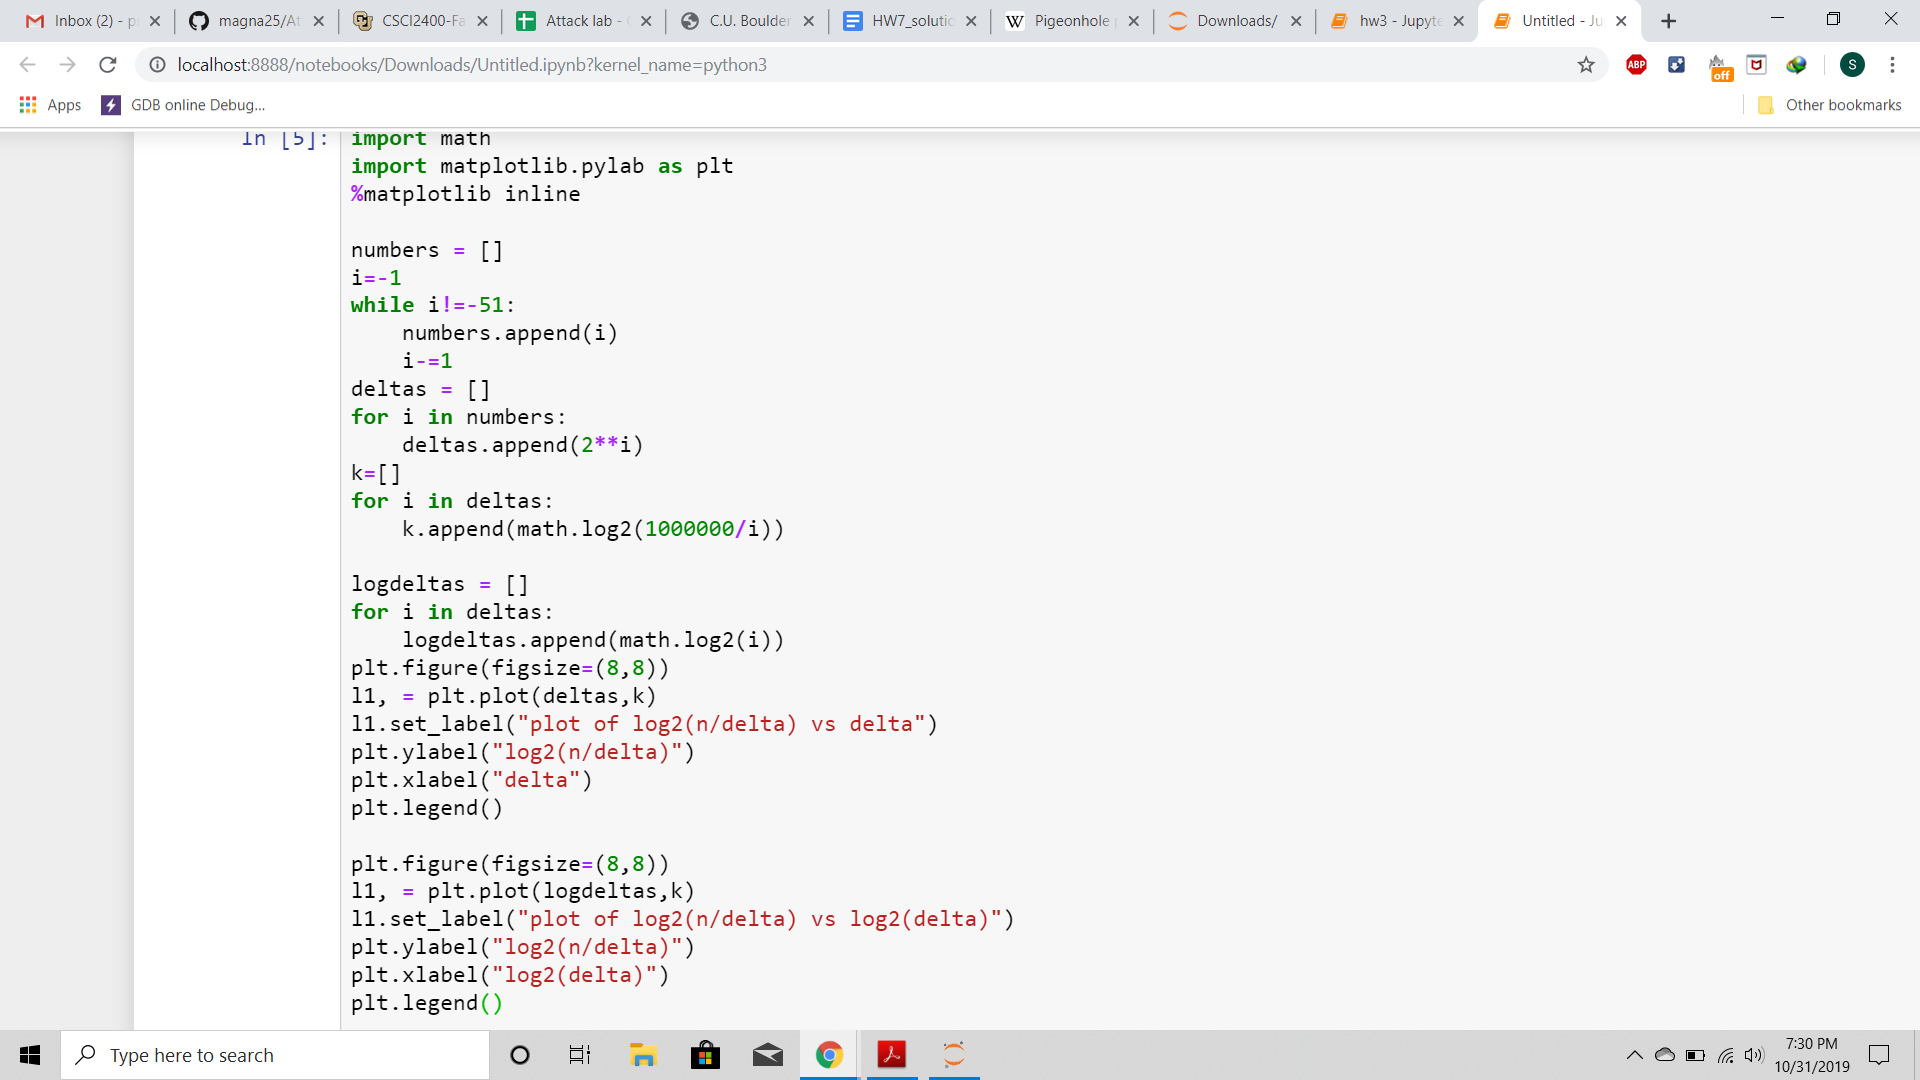 Inbox (2) - p
magna25/At
CSCI2400-Fa
Attack lab -
C.U. Boulder
HW7_solutio
W Pigeonhole
Downloads/
hw3 - Jupyte
Untitled - Ju
localhost:8888/notebooks/Downloads/Untitled.ipynb?kernel_name=python3
ABP
off
S
Apps
GDB online Debug...
Other bookmarks
In [5]: import math
import matplotlib.pylab as plt
%matplotlib inline
numbers = []
i=-1
while i!=-51:
    numbers.append(i)
    i-=1
deltas = []
for i in numbers:
    deltas.append(2**i)
k=[]
for i in deltas:
    k.append(math.log2(1000000/i))
logdeltas = []
for i in deltas:
    logdeltas.append(math.log2(i))
plt.figure(figsize=(8,8))
l1, = plt.plot(deltas,k)
l1.set_label("plot of log2(n/delta) vs delta")
plt.ylabel("log2(n/delta)")
plt.xlabel("delta")
plt.legend()
plt.figure(figsize=(8,8))
l1, = plt.plot(logdeltas,k)
l1.set_label("plot of log2(n/delta) vs log2(delta)")
plt.ylabel("log2(n/delta)")
plt.xlabel("log2(delta)")
plt.legend()
Type here to search
7:30 PM
10/31/2019